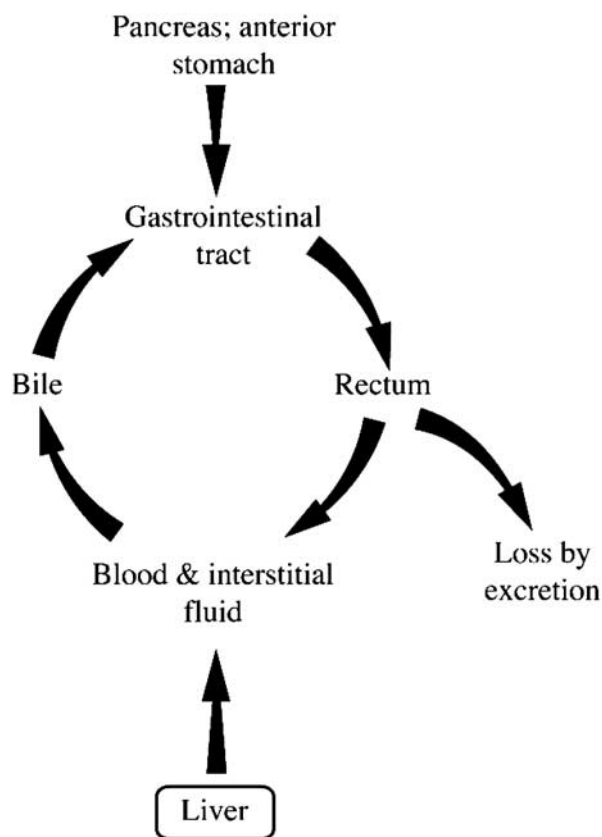 Pancreas; anterior
stomach
Gastrointestinal
tract
Bile
Rectum
Blood & interstitial
fluid
Loss by
excretion
Liver